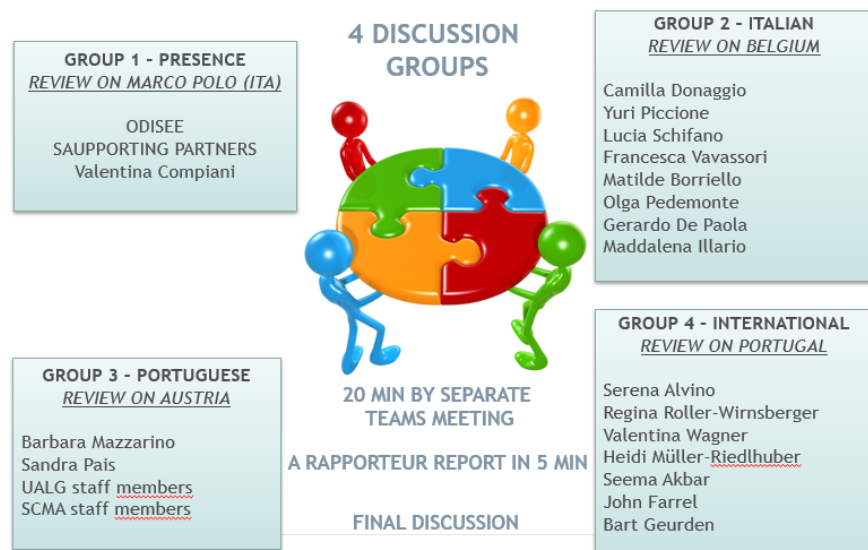 4 DISCUSSION
GROUPS
GROUP 1 – PRESENCE
REVIEW ON MARCO POLO (ITA)
ODISEE
SAUPPORTING PARTNERS
Valentina Compiani
GROUP 2 – ITALIAN
REVIEW ON BELGIUM
Camilla Donaggio
Yuri Piccione
Lucia Schifano
Francesca Vavassori
Matilde Borriello
Olga Pedemonte
Gerardo De Paola
Maddalena Illario
GROUP 3 – PORTUGUESE
REVIEW ON AUSTRIA
Barbara Mazzarino
Sandra Pais
UALG staff members
SCMA staff members
GROUP 4 – INTERNATIONAL
REVIEW ON PORTUGAL
Serena Alvino
Regina Roller-Wirnsberger
Valentina Wagner
Heidi Müller-Riedlhuber
Seema Akbar
John Farrel
Bart Geurden
20 MIN BY SEPARATE
TEAMS MEETING
A RAPPORTEUR REPORT IN 5 MIN
FINAL DISCUSSION